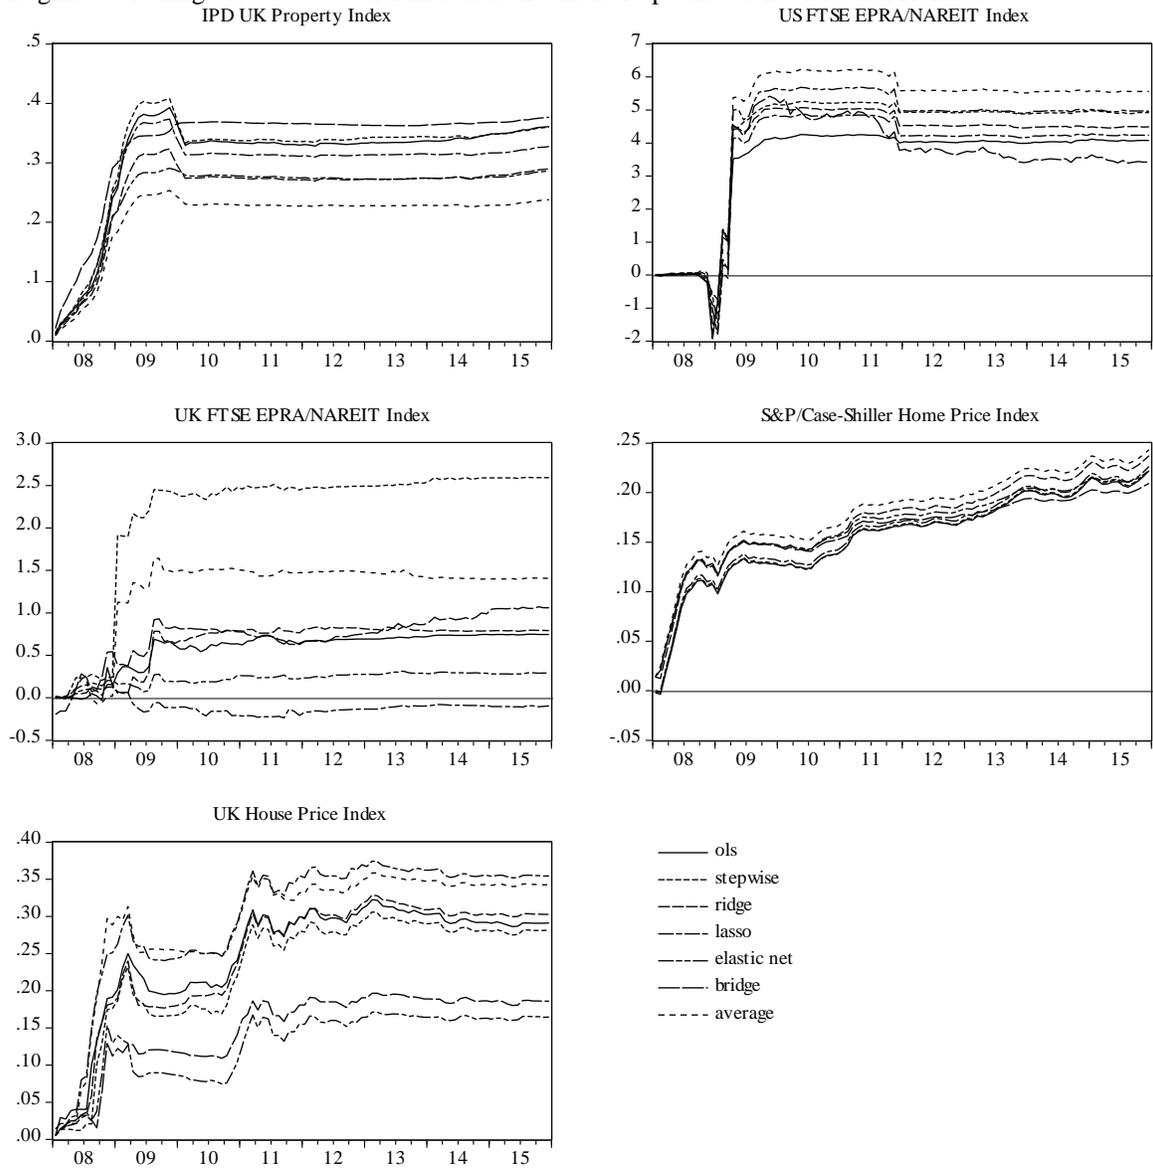 IPD UK Property Index
.5
.4
.3
.2
.1
.0
08 09 10 11 12 13 14 15
US FTSE EPRA/NAREIT Index
7
6
5
4
3
2
1
0
-1
-2
08 09 10 11 12 13 14 15
UK FTSE EPRA/NAREIT Index
3.0
2.5
2.0
1.5
1.0
0.5
0.0
-0.5
08 09 10 11 12 13 14 15
S&P/Case-Shiller Home Price Index
.25
.20
.15
.10
.05
.00
-.05
08 09 10 11 12 13 14 15
UK House Price Index
.40
.35
.30
.25
.20
.15
.10
.05
.00
08 09 10 11 12 13 14 15
ols
stepwise
ridge
lasso
elastic net
bridge
average